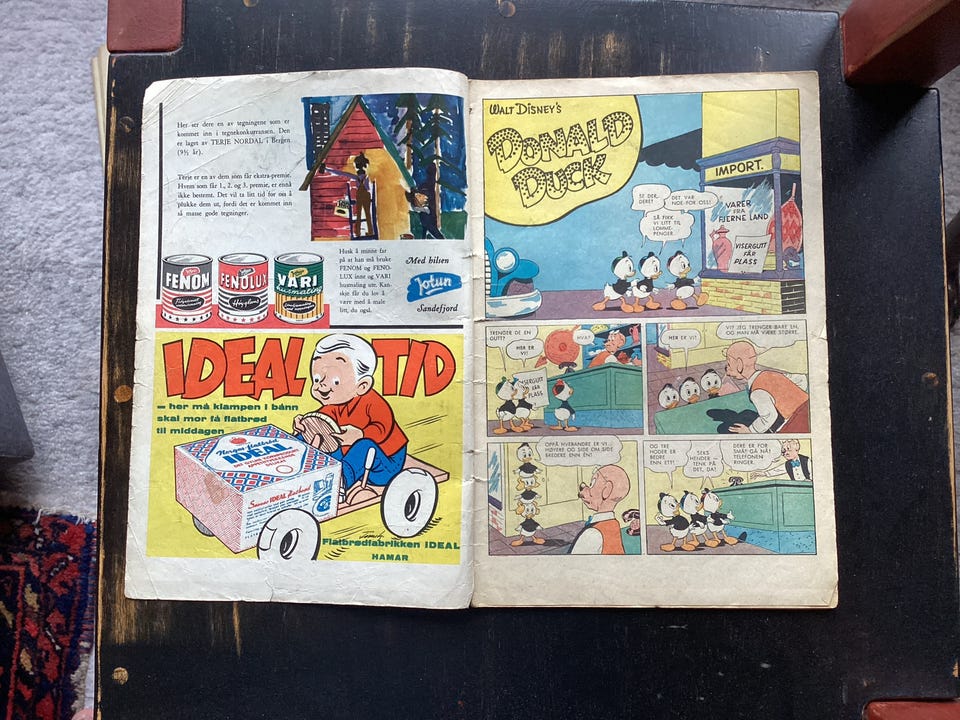 Her ser dere en av tegningene som er
kommet inn i tegnekonkurransen. Den
er laget av TERJE NORDAL i Bergen
(9½ år).
Terje er en av dem som får ekstra-premie.
Hvem som får 1., 2. og 3. premie, er ennå
ikke bestemt. Det vil ta litt tid for oss å
plukke dem ut, fordi det er kommet inn
så masse gode tegninger.
Husk å minne far
på at han må bruke
FENOM og FENO-
LUX inne og VARI
husmaling ute. Kan-
skje får du lov å
være med å male
litt, du også.
Med hilsen
Jotun
Sandefjord
FENOM
FENOLUX
VARI
Husmaling
IDEAL TID
— her må klampen i bånn
skal mor få flatbrød
til middagen
Norges flatbrød
IDEAL
Flatbrødfabrikken IDEAL
HAMAR
WALT DISNEY'S
DONALD
DUCK
IMPORT.
VARER
FRA
FJERNE LAND
VISERGUTT
FÅR
PLASS
SE DER,
DERE!
DET VAR
NOE FOR OSS!
SÅ FIKK
VI LITT TIL
LOMME-
PENGER
TRENGER DE EN
GUTT?
HER ER
VI!
HVA?
VISERGUTT
FÅR
PLASS
HER ER VI!
VI? JEG TRENGER BARE EN,
OG HAN MÅ VÆRE STØRRE.
OPPÅ HVERANDRE ER VI
HØYERE OG SIDE OM SIDE
BREDERE ENN ÉN!
OG TRE
HODER ER
BEDRE
ENN ETT!
SEKS
HENDER —
TENK PÅ
DET, DA!
DERE ER FOR
SMÅ! GÅ NÅ!
TELEFONEN
RINGER.